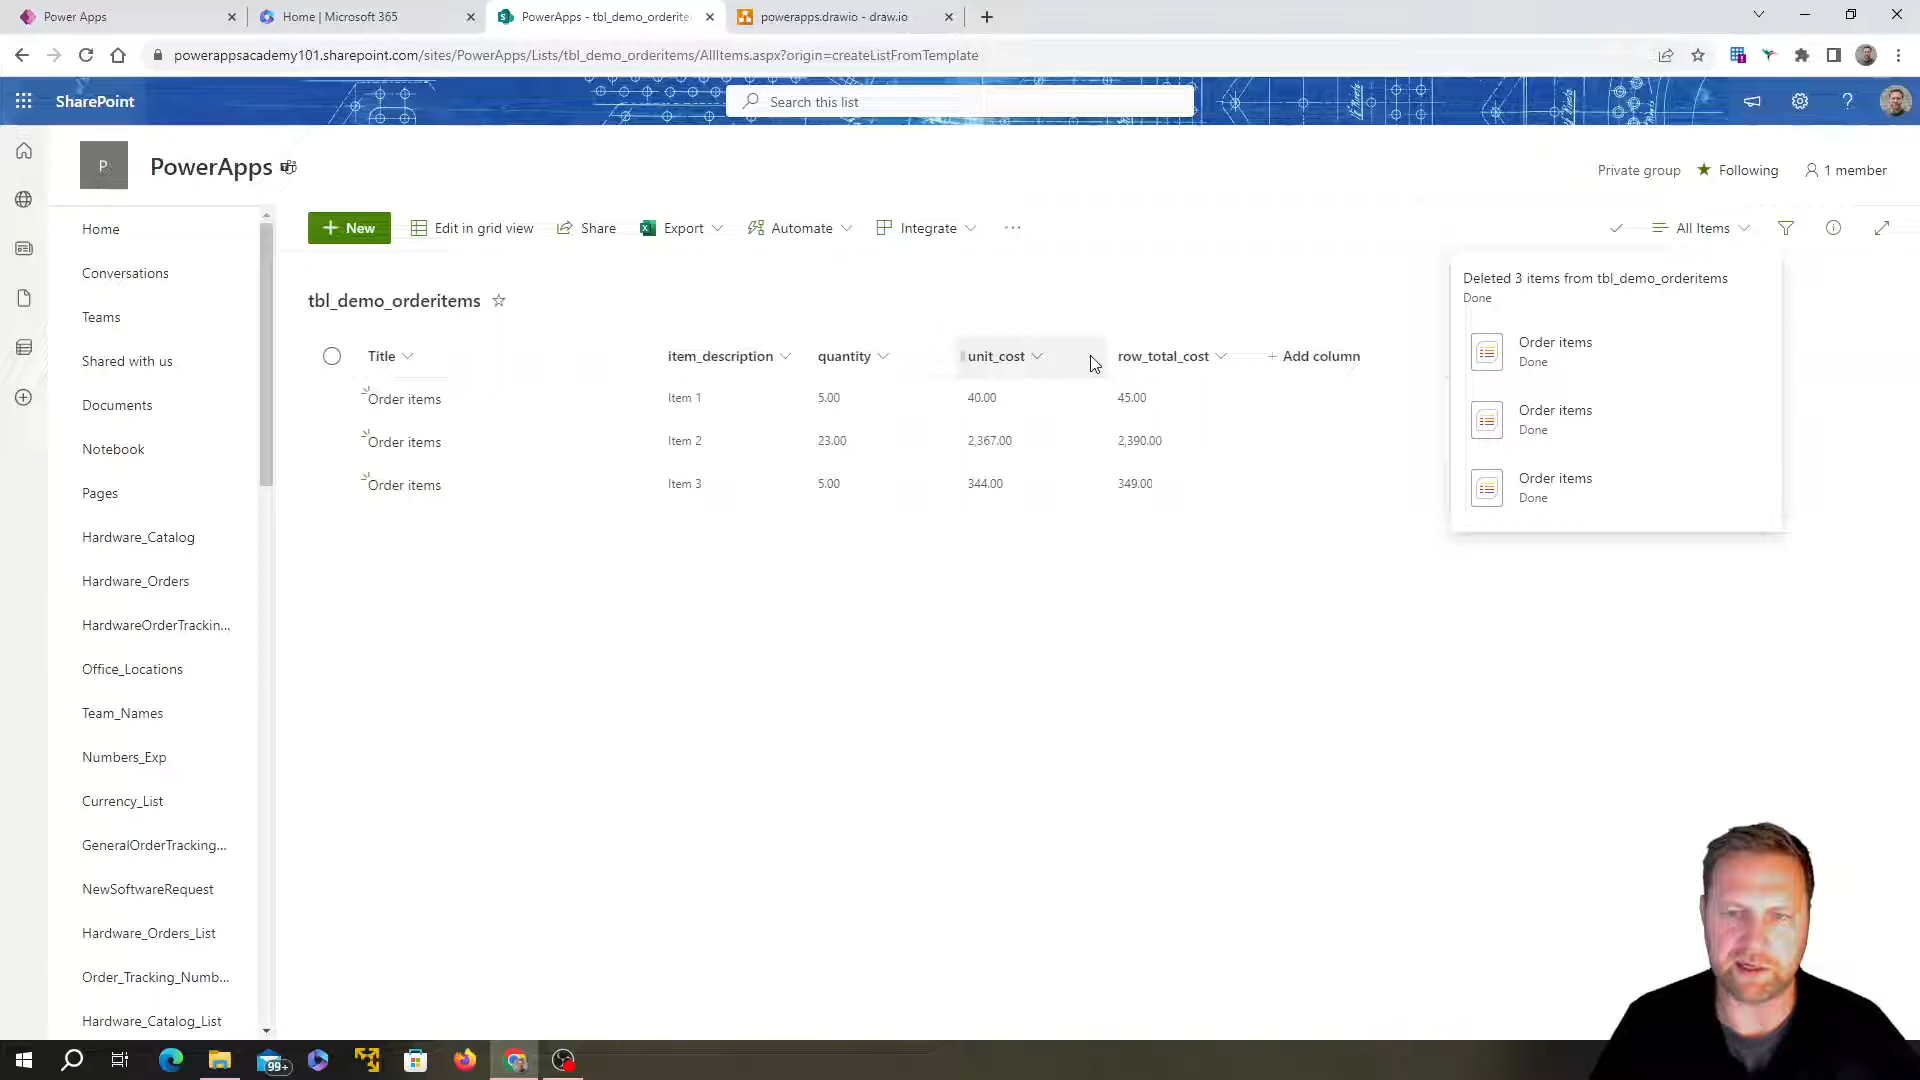 Power Apps
Home | Microsoft 365
PowerApps - tbl_demo_orderite
powerapps.drawio - draw.io
powerappsacademy101.sharepoint.com/sites/PowerApps/Lists/tbl_demo_orderitems/AllItems.aspx?origin=createListFromTemplate
SharePoint
Search this list
P
PowerApps
Private group
Following
1 member
Home
Conversations
Teams
Shared with us
Documents
Notebook
Pages
Hardware_Catalog
Hardware_Orders
HardwareOrderTrackin...
Office_Locations
Team_Names
Numbers_Exp
Currency_List
GeneralOrderTracking...
NewSoftwareRequest
Hardware_Orders_List
Order_Tracking_Numb...
Hardware_Catalog_List
+ New
Edit in grid view
Share
Export
Automate
Integrate
...
All Items
tbl_demo_orderitems
Title item_description quantity unit_cost row_total_cost + Add column
Order items Item 1 5.00 40.00 45.00
Order items Item 2 23.00 2,367.00 2,390.00
Order items Item 3 5.00 344.00 349.00
Deleted 3 items from tbl_demo_orderitems
Done
Order items
Done
Order items
Done
Order items
Done
99+